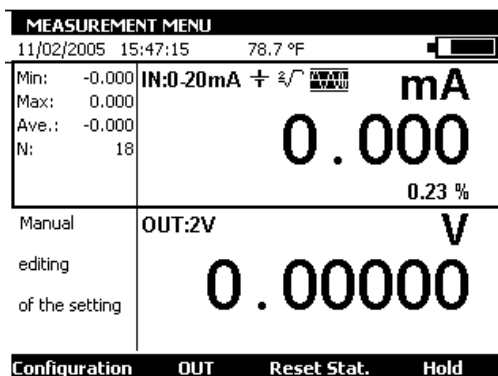 MEASUREMENT MENU
11/02/2005 15:47:15 78.7 °F
Min: -0.000
Max: 0.000
Ave.: -0.000
N: 18
IN:0-20mA
mA
0.000
0.23 %
Manual
editing
of the setting
OUT:2V
V
0.00000
Configuration OUT Reset Stat. Hold